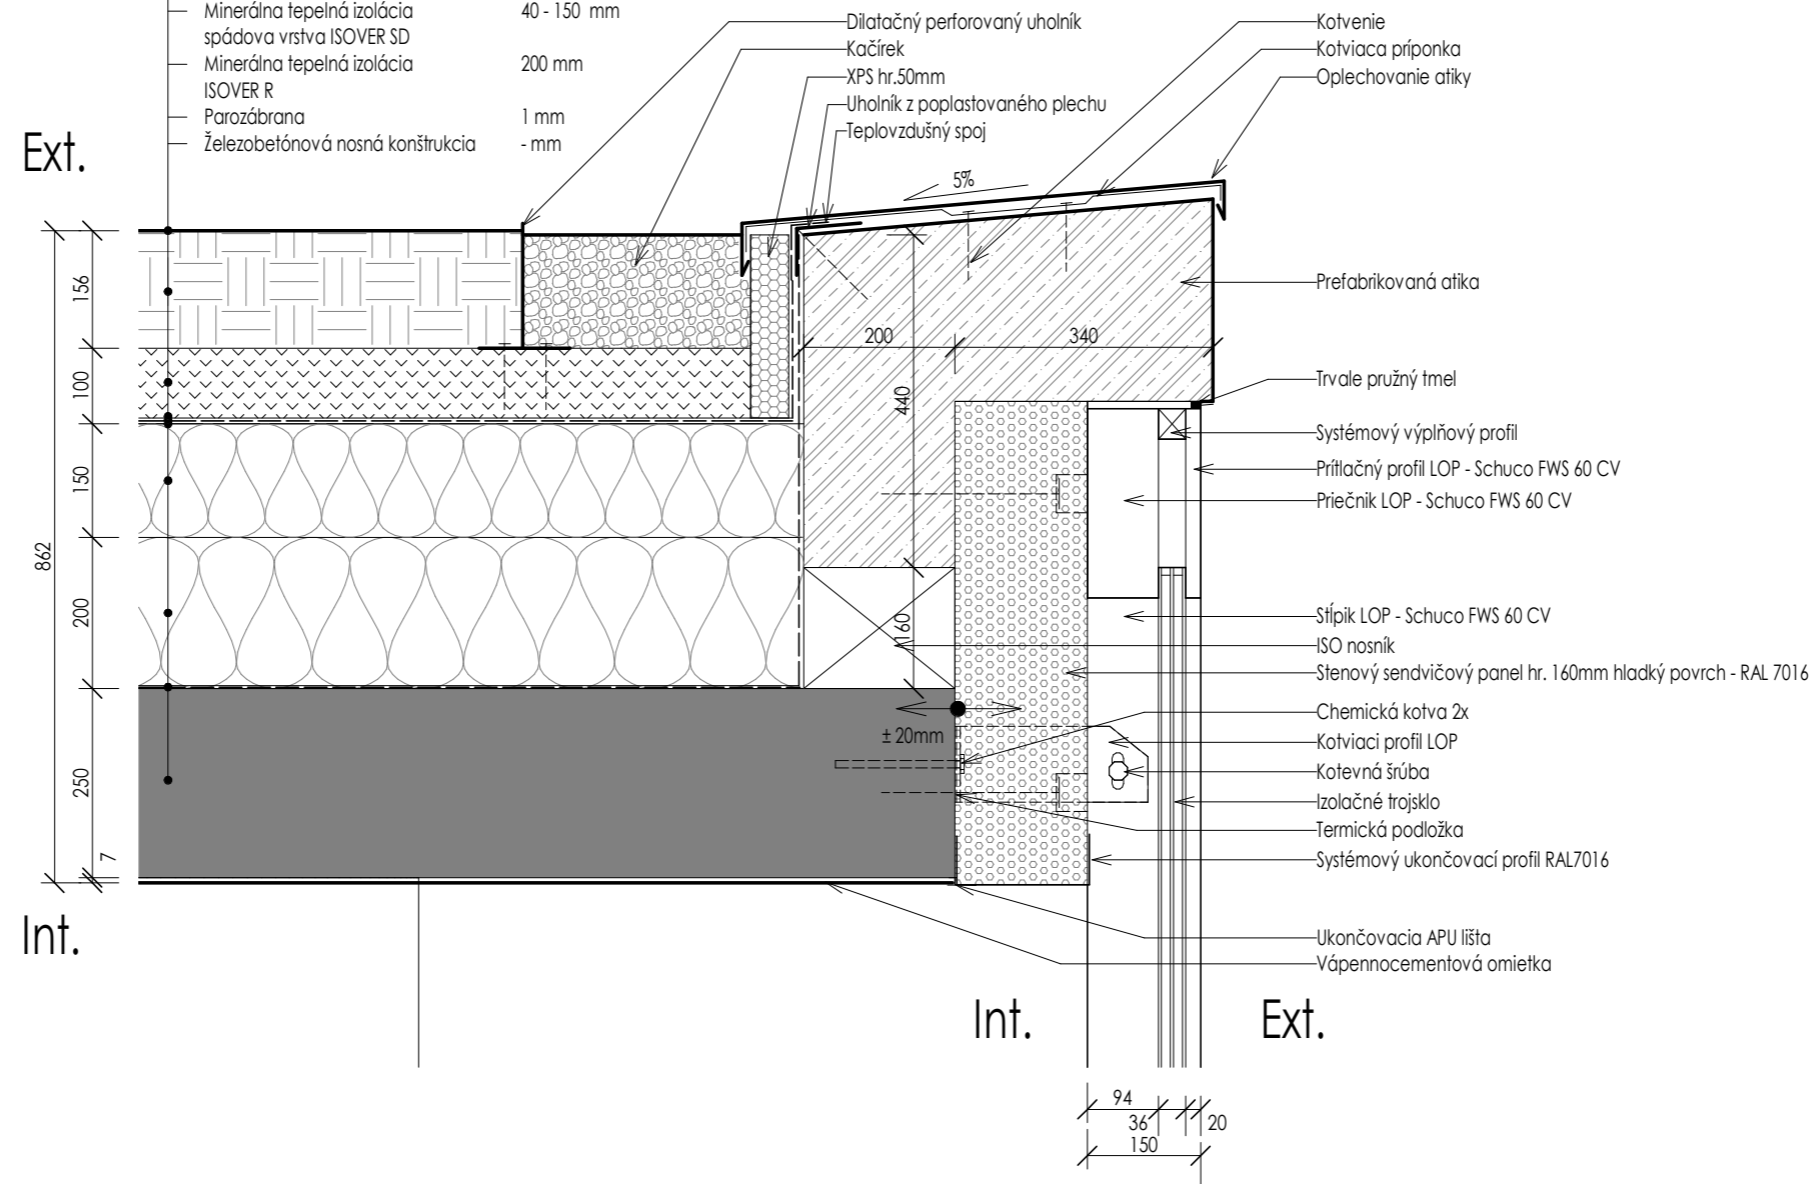 Minerálna tepelná izolácia 40 - 150 mm
spádova vrstva ISOVER SD
Minerálna tepelná izolácia 200 mm
ISOVER R
Parozábrana 1 mm
Železobetónová nosná konštrukcia - mm
Ext.
Dilatačný perforovaný uholník
Kačírek
XPS hr.50mm
Uholník z poplastovaného plechu
Teplovzdušný spoj
Kotvenie
Kotviaca príponka
Oplechovanie atiky
5%
Prefabrikovaná atika
Trvale pružný tmel
Systémový výplňový profil
Prítlačný profil LOP - Schuco FWS 60 CV
Priečnik LOP - Schuco FWS 60 CV
Stĺpik LOP - Schuco FWS 60 CV
ISO nosník
Stenový sendvičový panel hr. 160mm hladký povrch - RAL 7016
Chemická kotva 2x
Kotviaci profil LOP
Kotevná šrúba
Izolačné trojsklo
Termická podložka
Systémový ukončovací profil RAL7016
Ukončovacia APU lišta
Vápennocementová omietka
156
100
150
200
250
7
862
200
340
440
160
± 20mm
Int.
Int.
Ext.
94
36
20
150